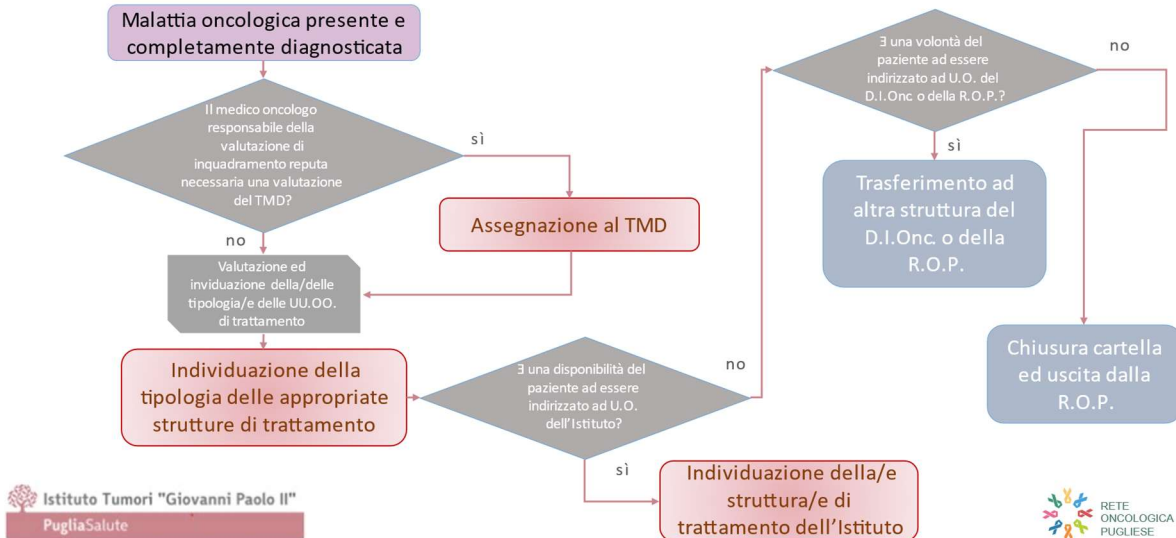 Malattia oncologica presente e
completamente diagnosticata
Il medico oncologo
responsabile della
valutazione di
inquadramento reputa
necessaria una valutazione
del TMD?
sì
Assegnazione al TMD
no
Valutazione ed
inviduazione della/delle
tipologia/e delle UU.OO.
di trattamento
Individuazione della
tipologia delle appropriate
strutture di trattamento
∃ una disponibilità del
paziente ad essere
indirizzato ad U.O.
dell'Istituto?
no
sì
Individuazione della/e
struttura/e di
trattamento dell'Istituto
∃ una volontà del
paziente ad essere
indirizzato ad U.O. del
D.I.Onc. o della R.O.P.?
no
sì
Trasferimento ad
altra struttura del
D.I.Onc. o della
R.O.P.
Chiusura cartella
ed uscita dalla
R.O.P.
Istituto Tumori "Giovanni Paolo II"
PugliaSalute
RETE
ONCOLOGICA
PUGLIESE